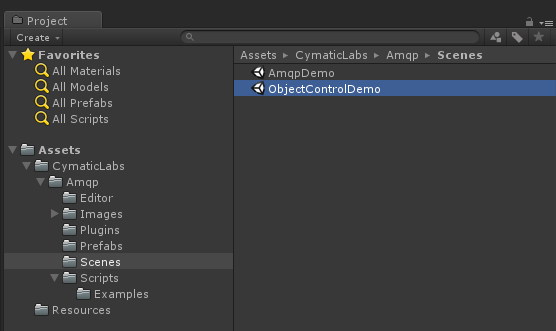 Project
Create
Favorites
All Materials
All Models
All Prefabs
All Scripts
Assets
CymaticLabs
Amqp
Editor
Images
Plugins
Prefabs
Scenes
Scripts
Examples
Resources
Assets ▸ CymaticLabs ▸ Amqp ▸ Scenes
AmqpDemo
ObjectControlDemo